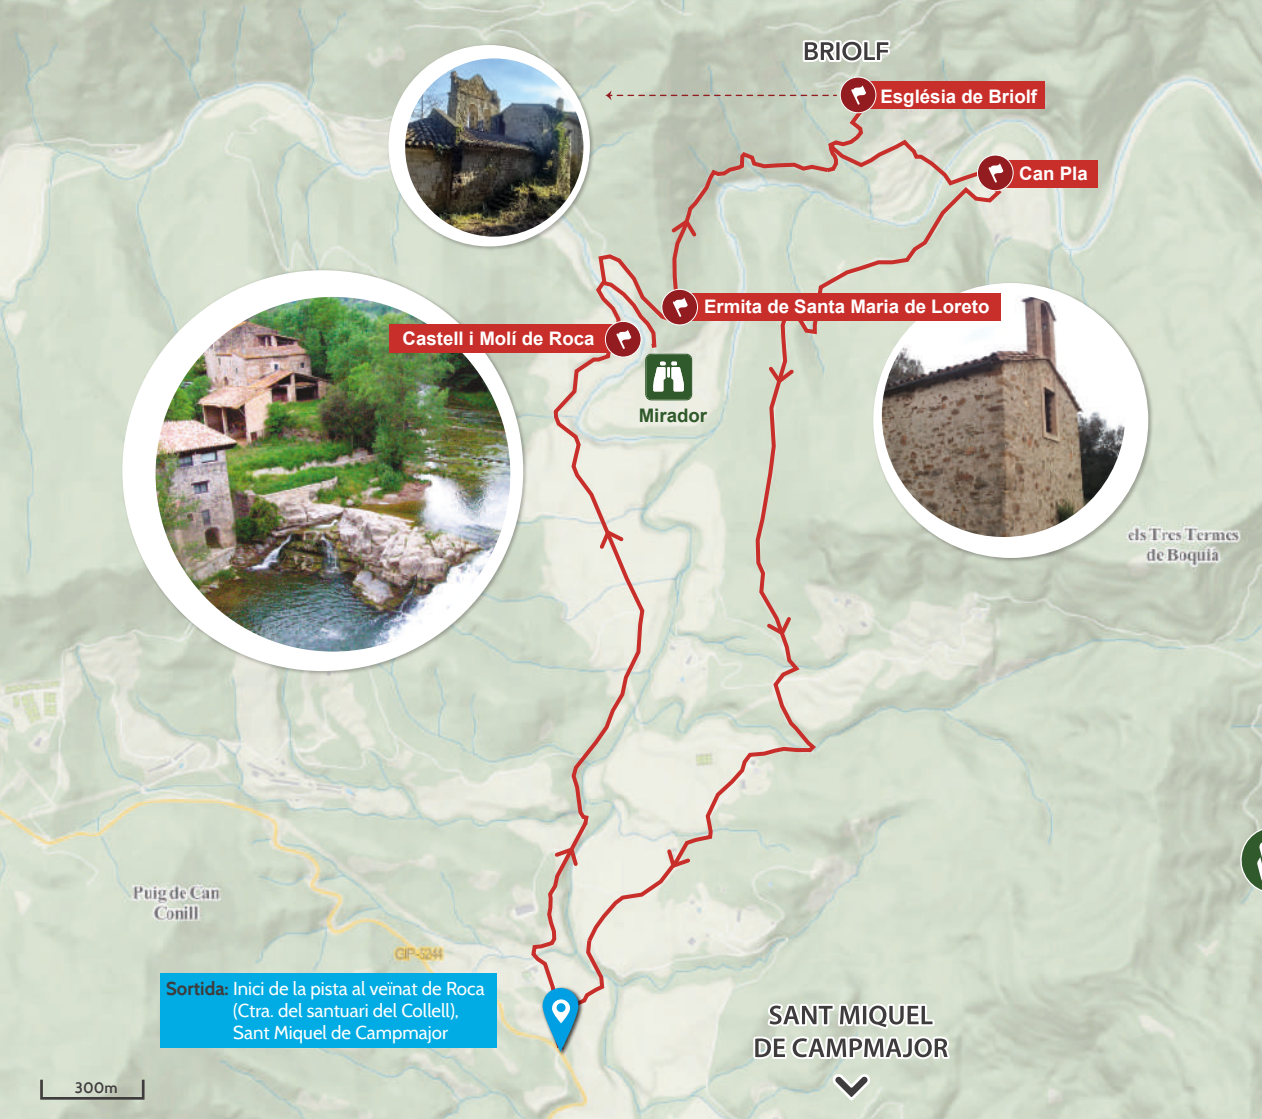 BRIOLF
Església de Briolf
Can Pla
Ermita de Santa Maria de Loreto
Castell i Molí de Roca
Mirador
els Tres Termes
de Boquià
Puig de Can
Conill
GIP-5244
Sortida: Inici de la pista al veïnat de Roca
(Ctra. del santuari del Collell),
Sant Miquel de Campmajor
SANT MIQUEL
DE CAMPMAJOR
300m